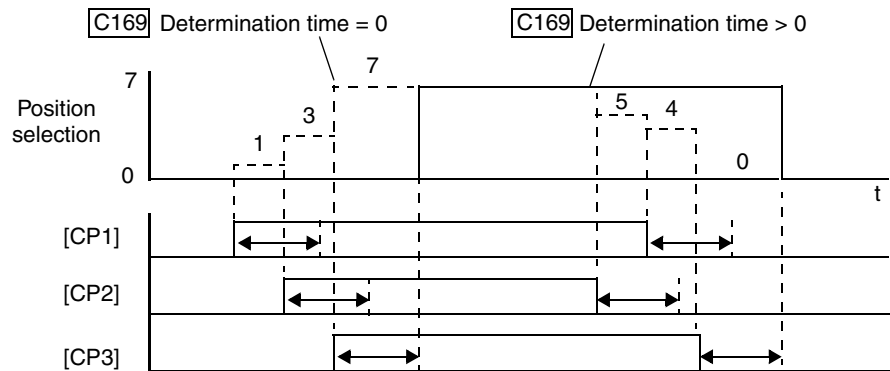 C169 Determination time = 0
C169 Determination time > 0
7
7
Position
selection
5
3
4
1
0
0
t
[CP1]
[CP2]
[CP3]